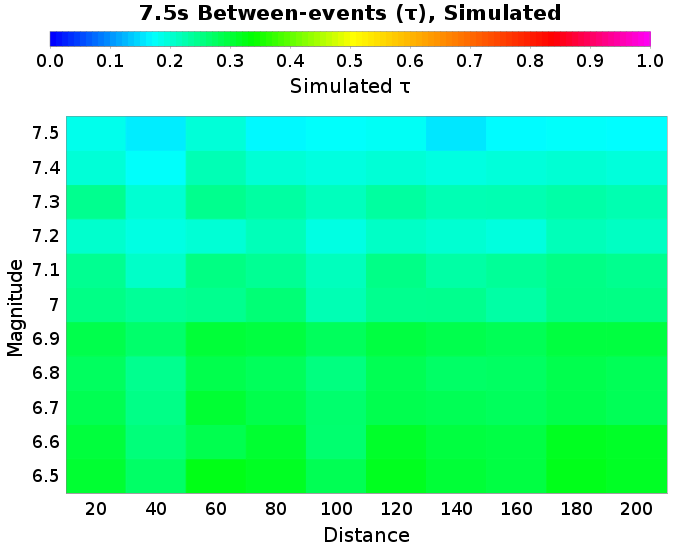 7.5s Between-events (τ), Simulated
0.0 0.1 0.2 0.3 0.4 0.5 0.6 0.7 0.8 0.9 1.0
Simulated τ
7.5
7.4
7.3
7.2
7.1
7
6.9
6.8
6.7
6.6
6.5
Magnitude
20 40 60 80 100 120 140 160 180 200
Distance